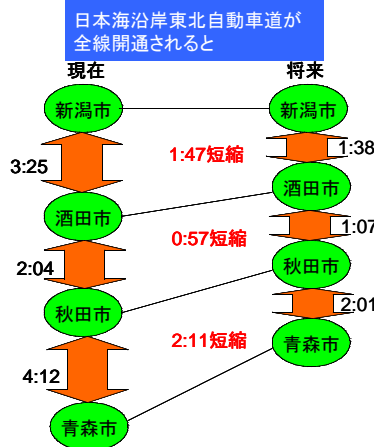 日本海沿岸東北自動車道が
全線開通されると
現在
将来
新潟市
新潟市
3:25
1:47短縮
1:38
酒田市
酒田市
2:04
0:57短縮
1:07
秋田市
秋田市
4:12
2:11短縮
2:01
青森市
青森市